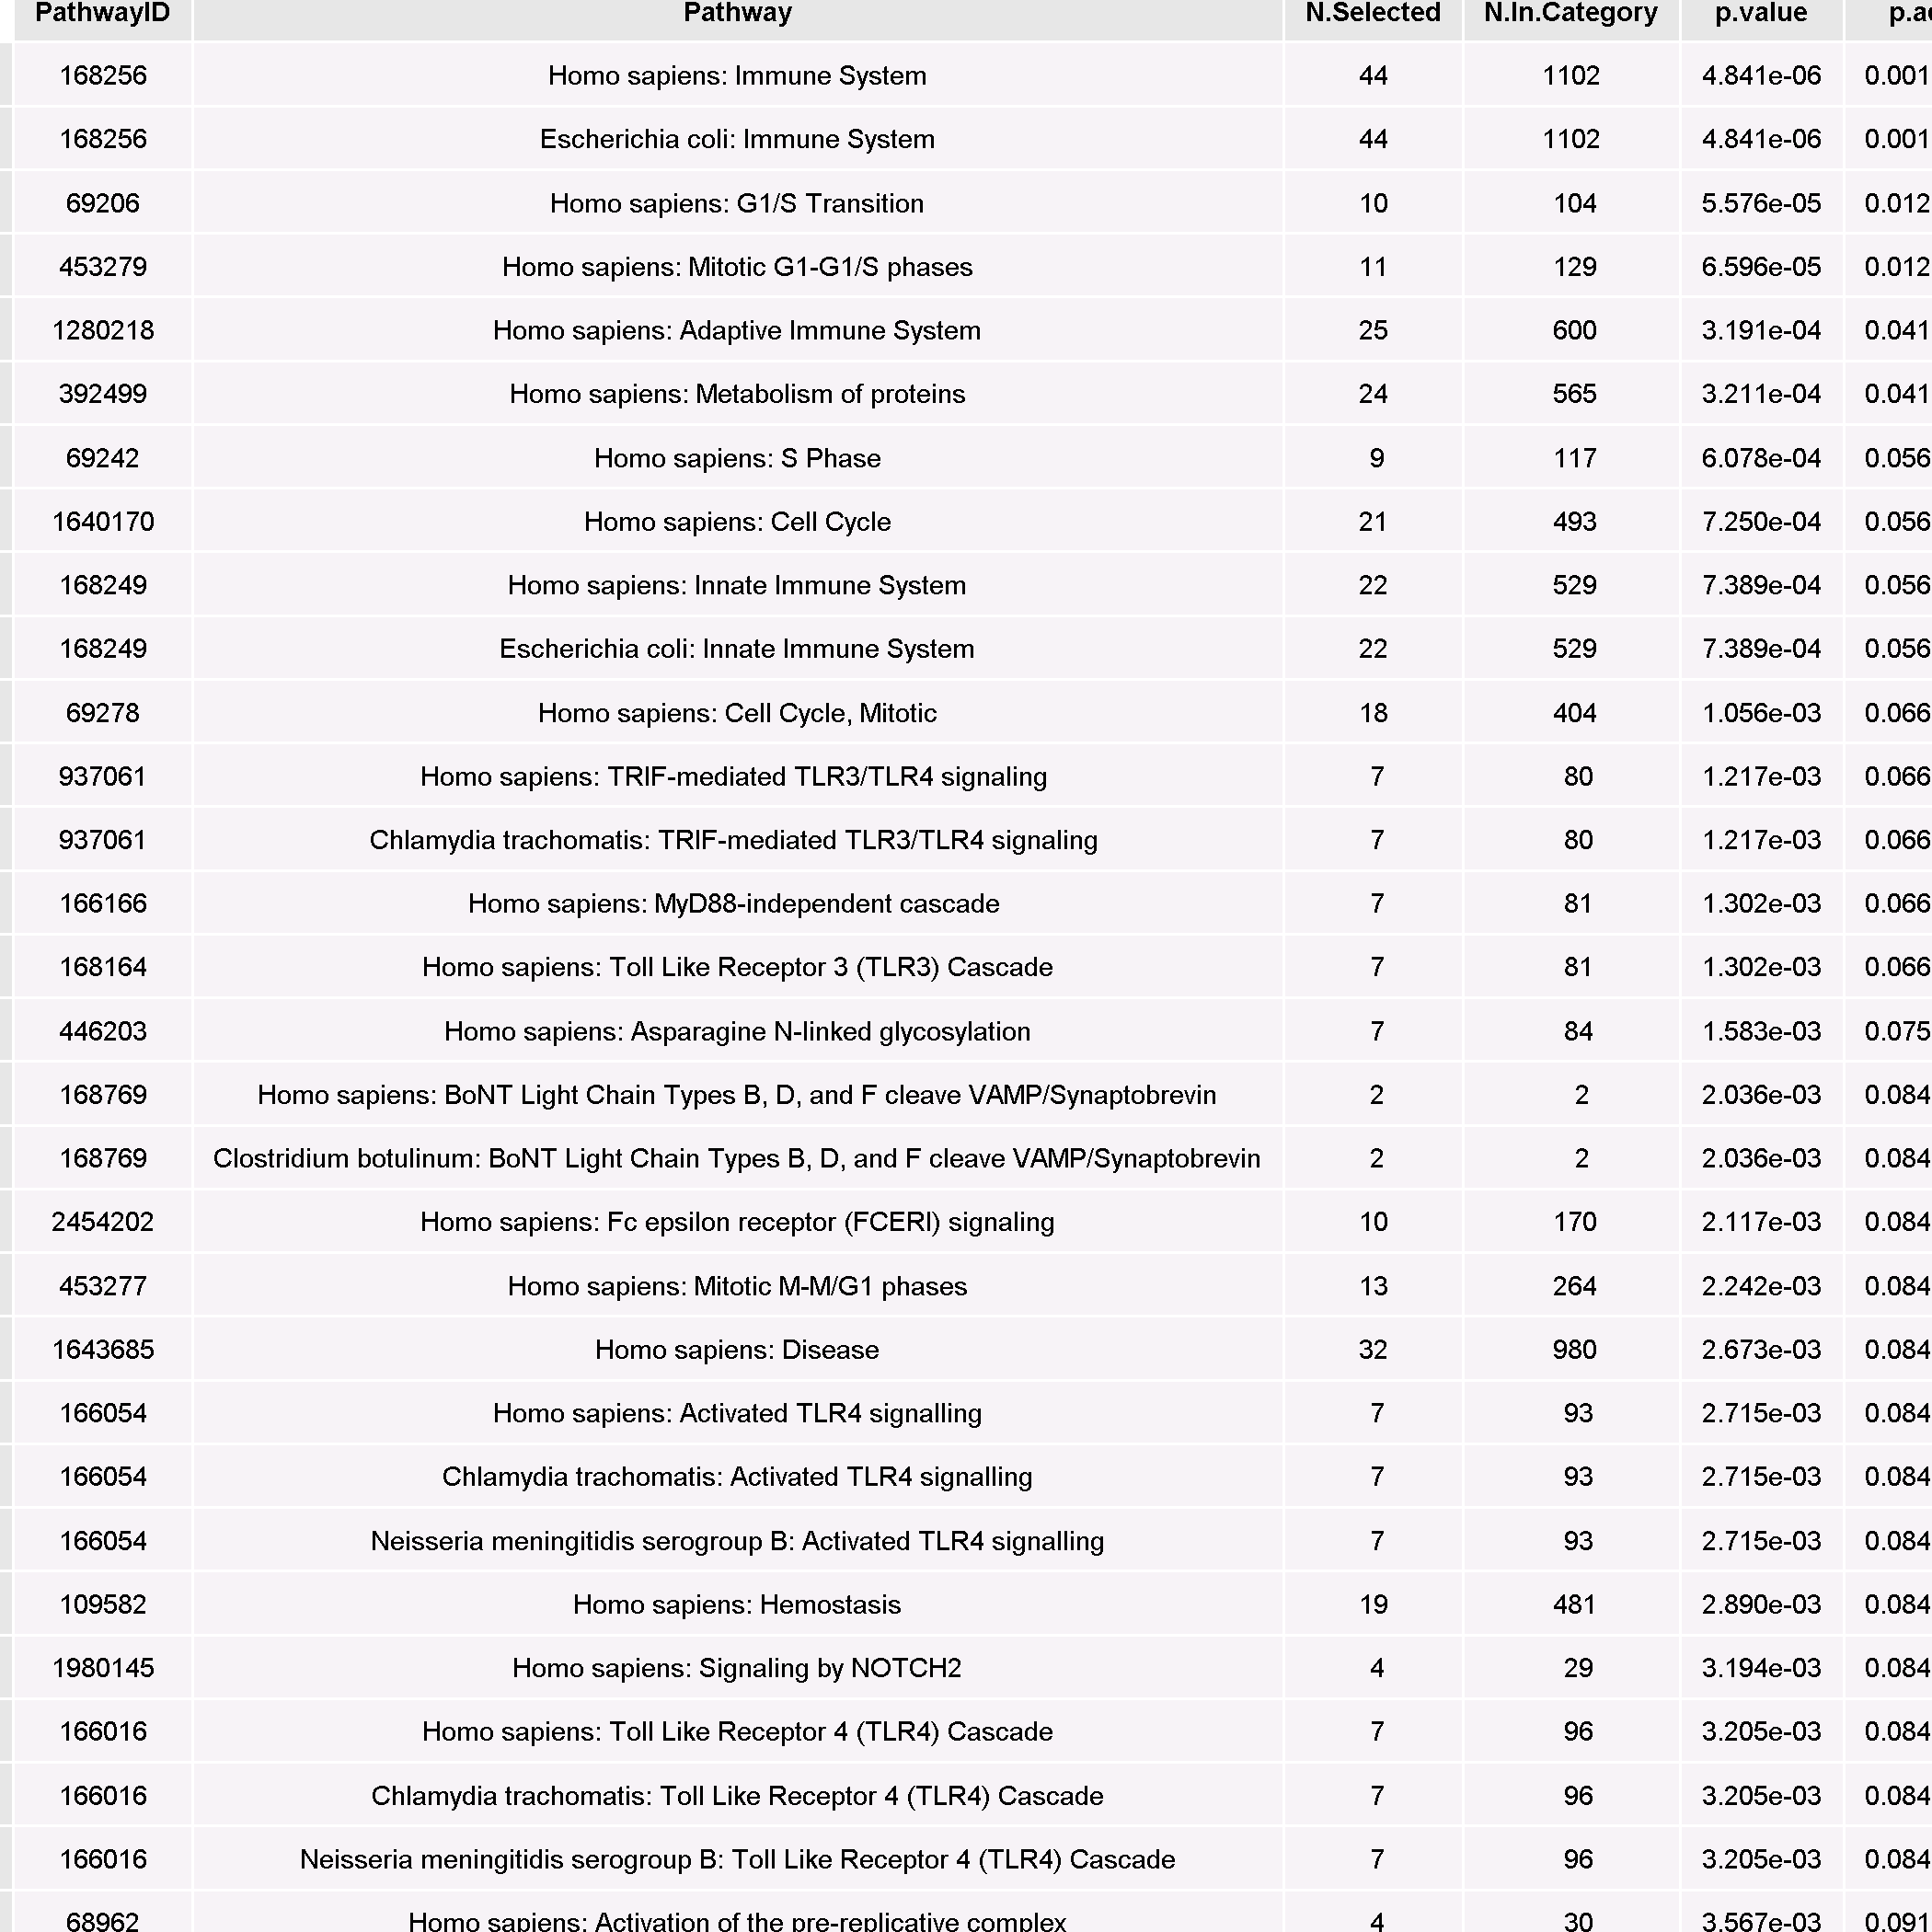 PathwayID Pathway N.Selected N.In.Category p.value
168256 Homo sapiens: Immune System 44 1102 4.841e-06 0.001
168256 Escherichia coli: Immune System 44 1102 4.841e-06 0.001
69206 Homo sapiens: G1/S Transition 10 104 5.576e-05 0.012
453279 Homo sapiens: Mitotic G1-G1/S phases 11 129 6.596e-05 0.012
1280218 Homo sapiens: Adaptive Immune System 25 600 3.191e-04 0.041
392499 Homo sapiens: Metabolism of proteins 24 565 3.211e-04 0.041
69242 Homo sapiens: S Phase 9 117 6.078e-04 0.056
1640170 Homo sapiens: Cell Cycle 21 493 7.250e-04 0.056
168249 Homo sapiens: Innate Immune System 22 529 7.389e-04 0.056
168249 Escherichia coli: Innate Immune System 22 529 7.389e-04 0.056
69278 Homo sapiens: Cell Cycle, Mitotic 18 404 1.056e-03 0.066
937061 Homo sapiens: TRIF-mediated TLR3/TLR4 signaling 7 80 1.217e-03 0.066
937061 Chlamydia trachomatis: TRIF-mediated TLR3/TLR4 signaling 7 80 1.217e-03 0.066
166166 Homo sapiens: MyD88-independent cascade 7 81 1.302e-03 0.066
168164 Homo sapiens: Toll Like Receptor 3 (TLR3) Cascade 7 81 1.302e-03 0.066
446203 Homo sapiens: Asparagine N-linked glycosylation 7 84 1.583e-03 0.075
168769 Homo sapiens: BoNT Light Chain Types B, D, and F cleave VAMP/Synaptobrevin 2 2 2.036e-03 0.084
168769 Clostridium botulinum: BoNT Light Chain Types B, D, and F cleave VAMP/Synaptobrevin 2 2 2.036e-03 0.084
2454202 Homo sapiens: Fc epsilon receptor (FCERI) signaling 10 170 2.117e-03 0.084
453277 Homo sapiens: Mitotic M-M/G1 phases 13 264 2.242e-03 0.084
1643685 Homo sapiens: Disease 32 980 2.673e-03 0.084
166054 Homo sapiens: Activated TLR4 signalling 7 93 2.715e-03 0.084
166054 Chlamydia trachomatis: Activated TLR4 signalling 7 93 2.715e-03 0.084
166054 Neisseria meningitidis serogroup B: Activated TLR4 signalling 7 93 2.715e-03 0.084
109582 Homo sapiens: Hemostasis 19 481 2.890e-03 0.084
1980145 Homo sapiens: Signaling by NOTCH2 4 29 3.194e-03 0.084
166016 Homo sapiens: Toll Like Receptor 4 (TLR4) Cascade 7 96 3.205e-03 0.084
166016 Chlamydia trachomatis: Toll Like Receptor 4 (TLR4) Cascade 7 96 3.205e-03 0.084
166016 Neisseria meningitidis serogroup B: Toll Like Receptor 4 (TLR4) Cascade 7 96 3.205e-03 0.084
68962 Homo sapiens: Activation of the pre-replicative complex 4 30 3.567e-03 0.091